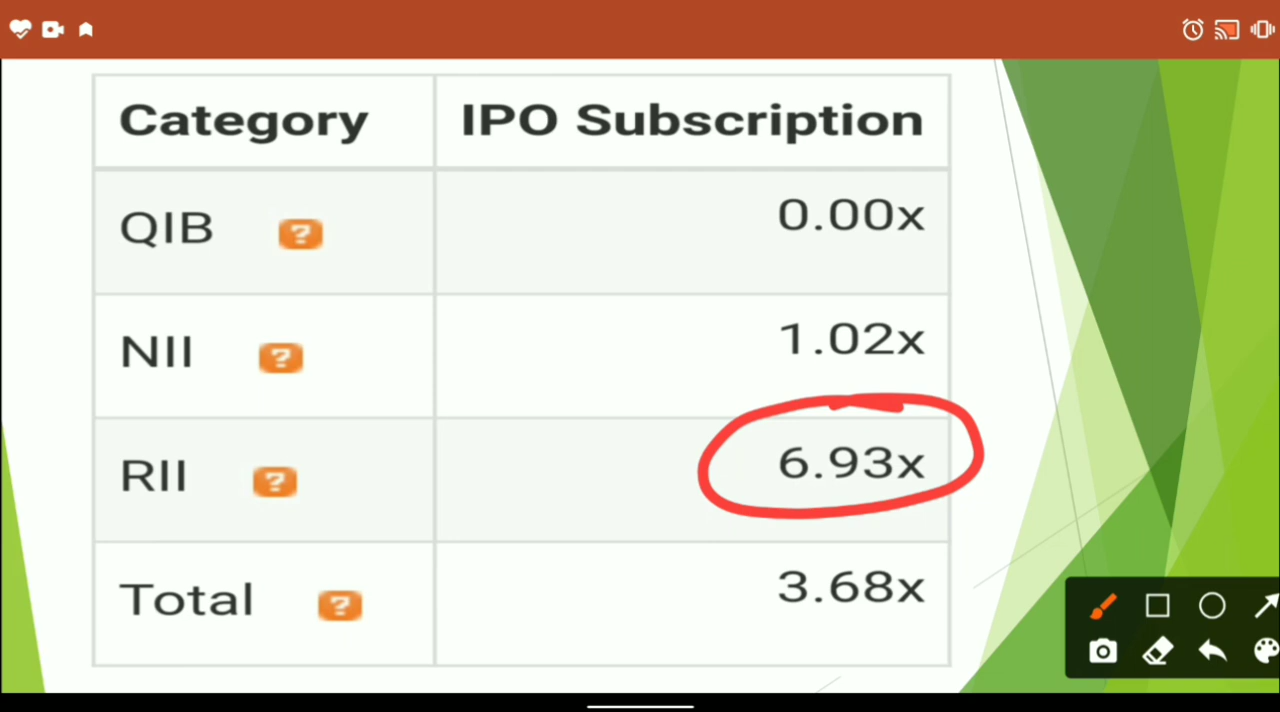 Category IPO Subscription
QIB ? 0.00x
NII ? 1.02x
RII ? 6.93x
Total ? 3.68x